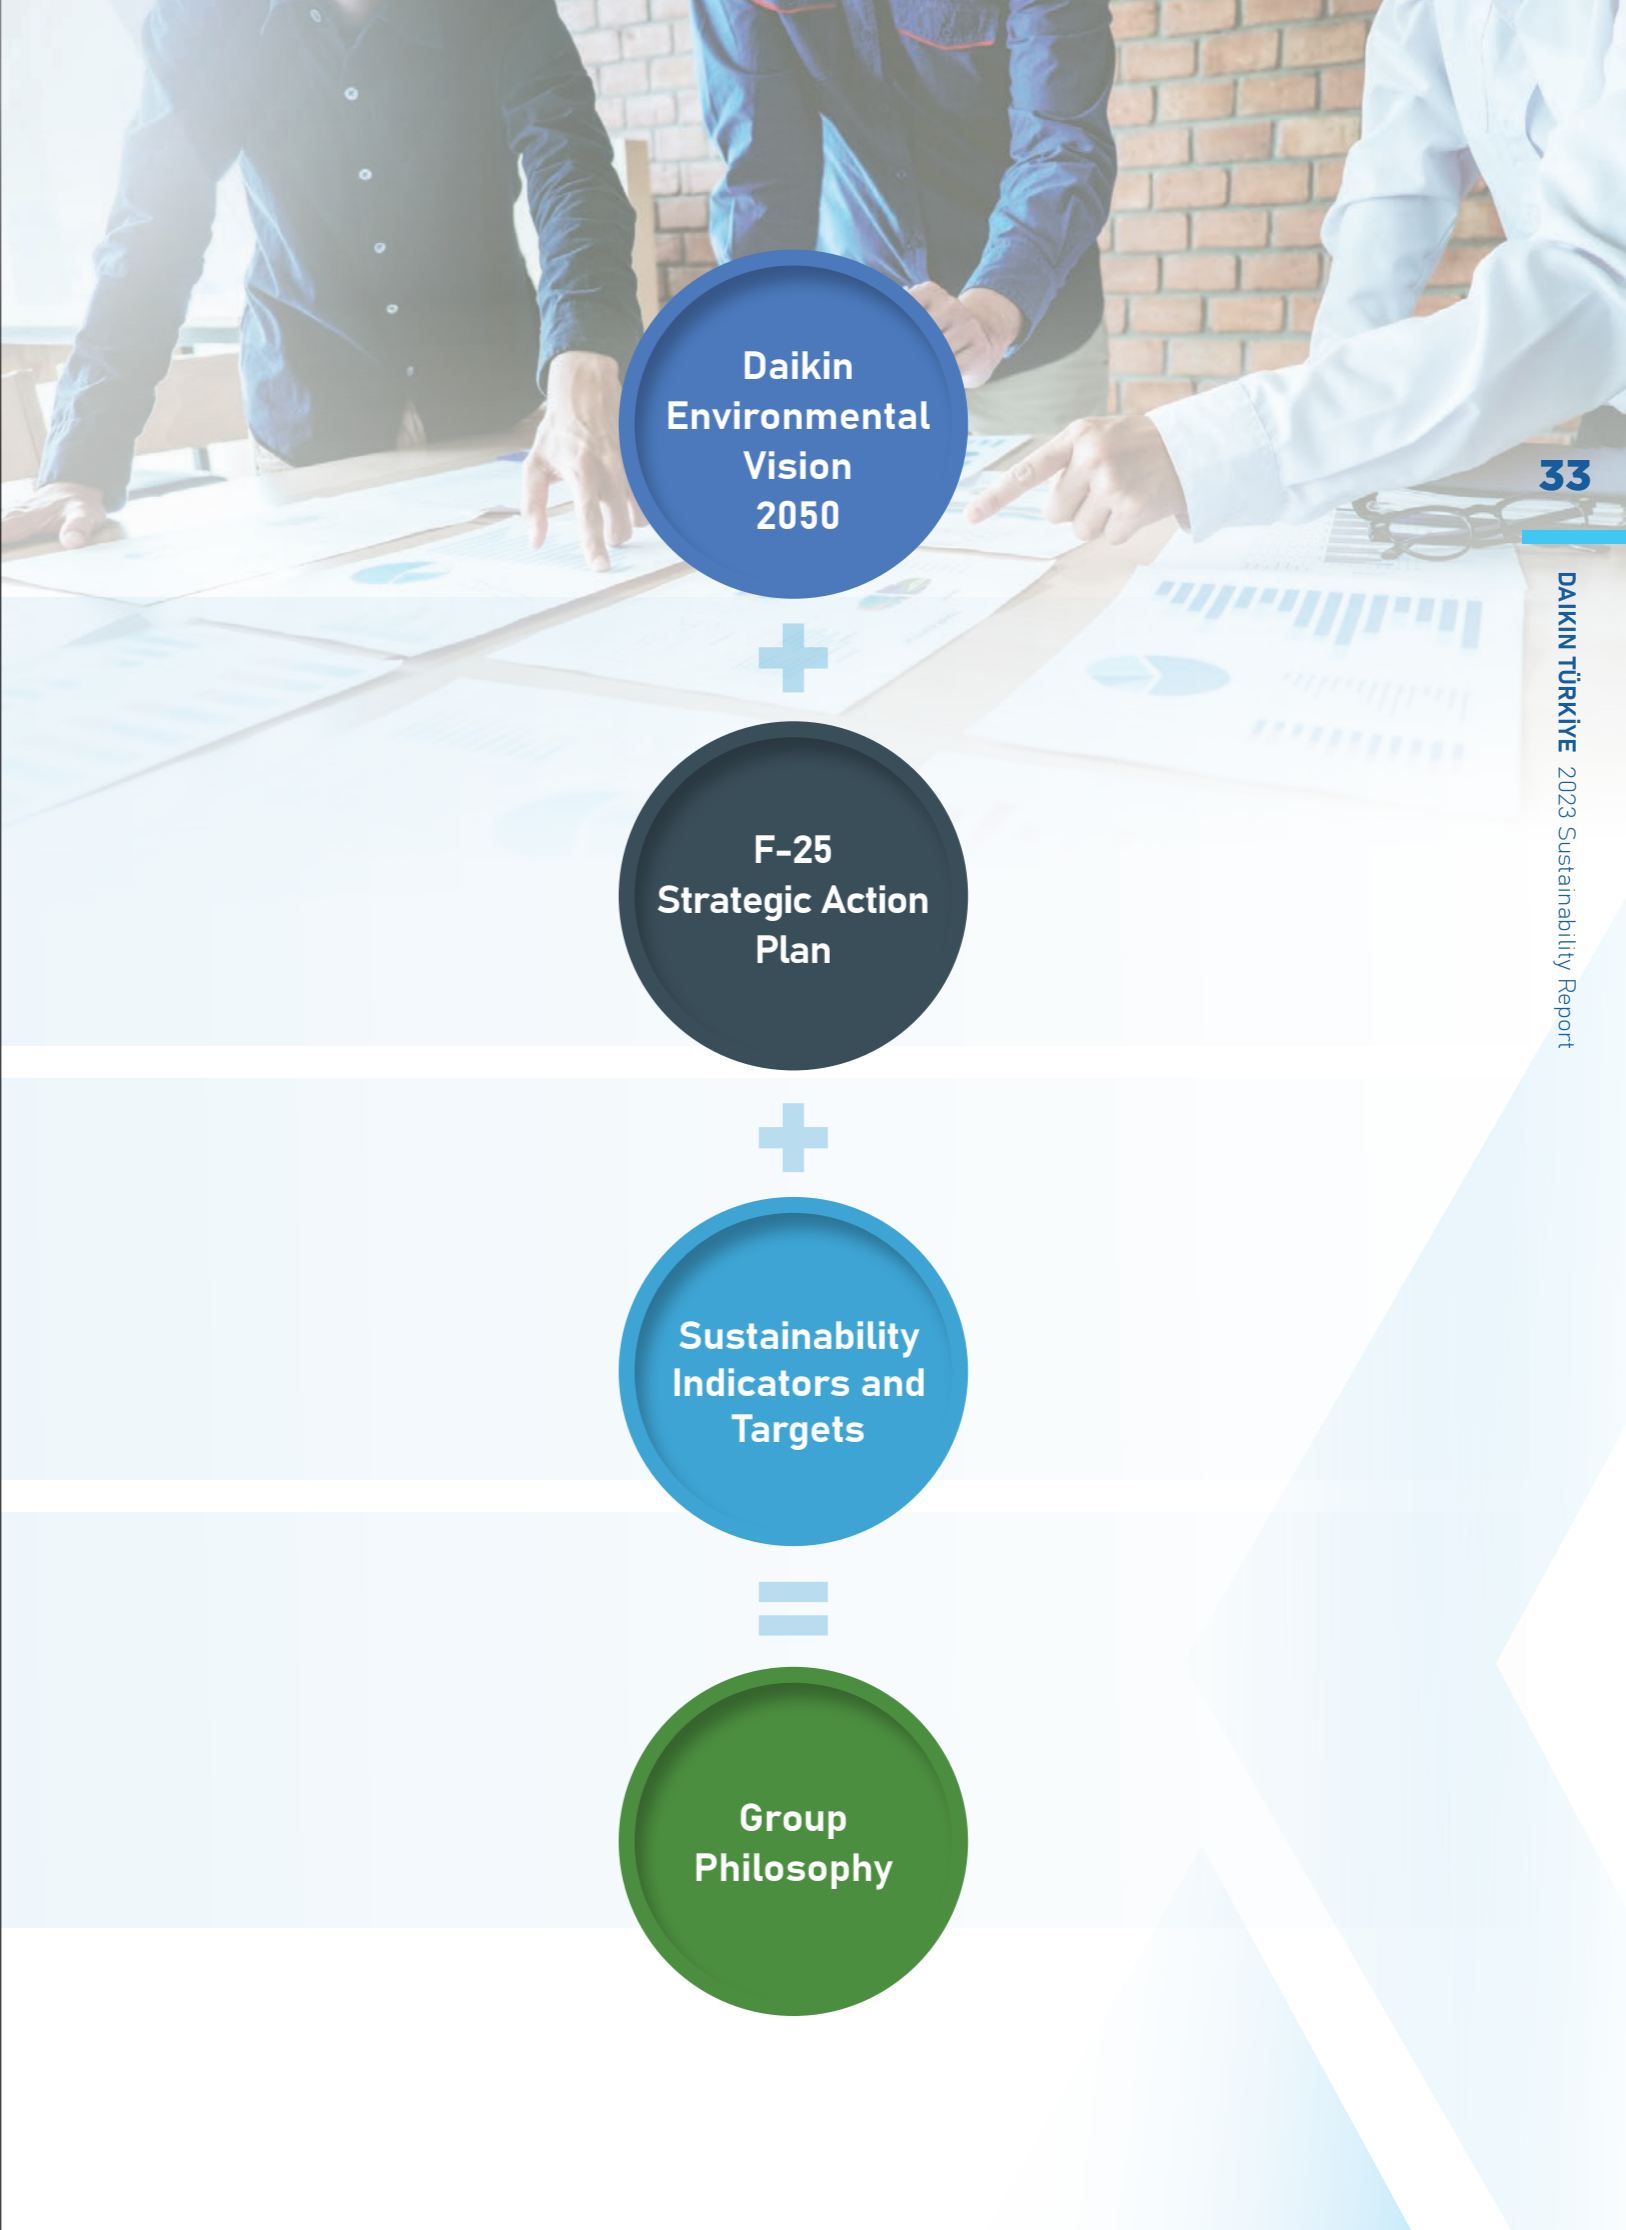 Daikin
Environmental
Vision
2050
+
F-25
Strategic Action
Plan
+
Sustainability
Indicators and
Targets
=
Group
Philosophy
33
DAIKIN TÜRKİYE 2023 Sustainability Report